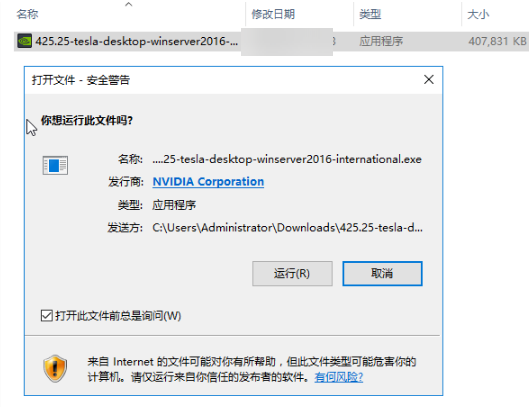 名称 修改日期 类型 大小
425.25-tesla-desktop-winserver2016-... 应用程序 407,831 KB
打开文件 - 安全警告
你想运行此文件吗?
名称: ....25-tesla-desktop-winserver2016-international.exe
发行商: NVIDIA Corporation
类型: 应用程序
发送方: C:\Users\Administrator\Downloads\425.25-tesla-d...
运行(R) 取消
打开此文件前总是询问(W)
来自 Internet 的文件可能对你有所帮助，但此文件类型可能危害你的
计算机。请仅运行来自你信任的发布者的软件。有何风险?